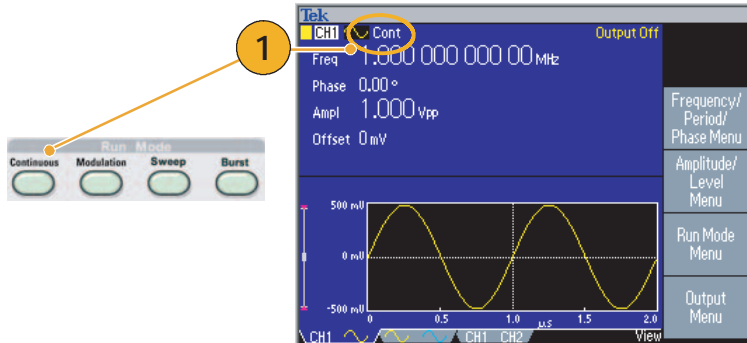 1
Run Mode
Continuous Modulation Sweep Burst
Tek
CH1 Cont Output Off
Freq 1.000 000 000 00 MHz
Phase 0.00 °
Ampl 1.000 Vpp
Offset 0 mV
Frequency/
Period/
Phase Menu
Amplitude/
Level
Menu
Run Mode
Menu
Output
Menu
500 mV
0 mV
-500 mV
0 0.5 1.0 1.5 2.0
µs
CH1 CH1 CH2 View